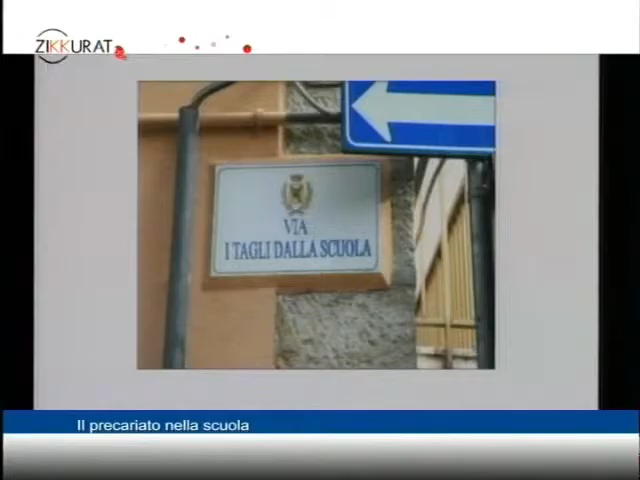 ZIKKURAT
VIA
I TAGLI DALLA SCUOLA
Il precariato nella scuola